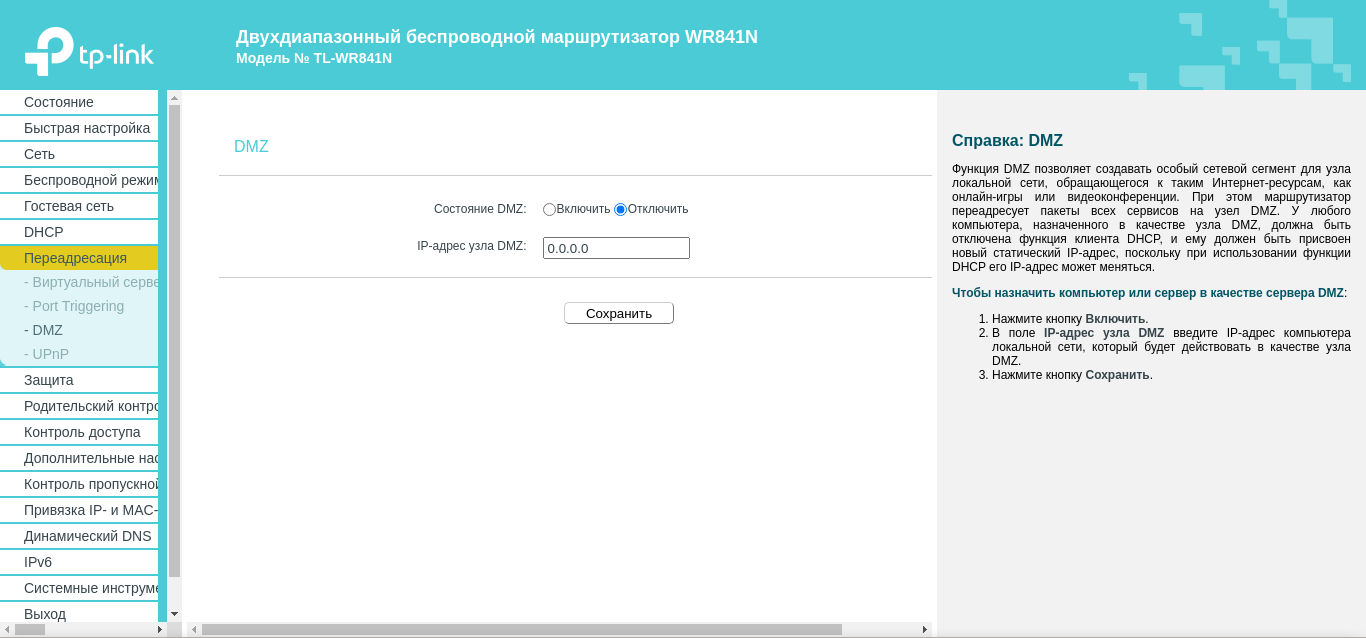 tp-link
Двухдиапазонный беспроводной маршрутизатор WR841N
Модель № TL-WR841N
Состояние
Быстрая настройка
Сеть
Беспроводной режим
Гостевая сеть
DHCP
Переадресация
- Виртуальный серве
- Port Triggering
- DMZ
- UPnP
Защита
Родительский контро
Контроль доступа
Дополнительные нас
Контроль пропускной
Привязка IP- и MAC-
Динамический DNS
IPv6
Системные инструме
Выход
DMZ
Состояние DMZ: Включить Отключить
IP-адрес узла DMZ: 0.0.0.0
Сохранить
Справка: DMZ
Функция DMZ позволяет создавать особый сетевой сегмент для узла
локальной сети, обращающегося к таким Интернет-ресурсам, как
онлайн-игры или видеоконференции. При этом маршрутизатор
переадресует пакеты всех сервисов на узел DMZ. У любого
компьютера, назначенного в качестве узла DMZ, должна быть
отключена функция клиента DHCP, и ему должен быть присвоен
новый статический IP-адрес, поскольку при использовании функции
DHCP его IP-адрес может меняться.
Чтобы назначить компьютер или сервер в качестве сервера DMZ:
1. Нажмите кнопку Включить.
2. В поле IP-адрес узла DMZ введите IP-адрес компьютера
локальной сети, который будет действовать в качестве узла
DMZ.
3. Нажмите кнопку Сохранить.